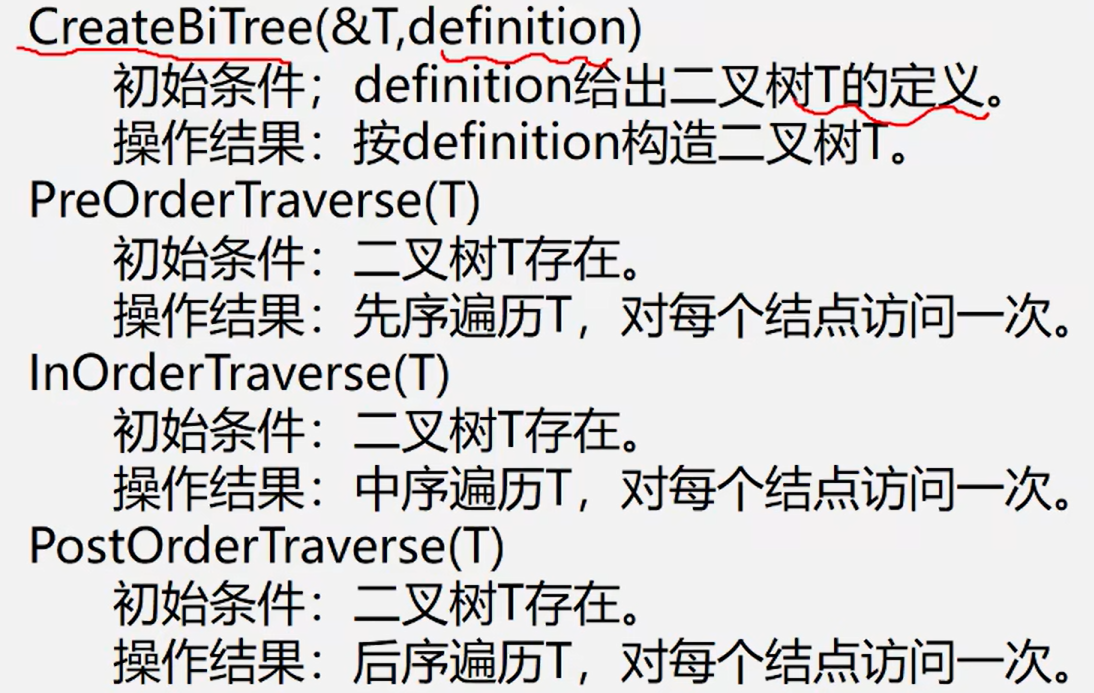 CreateBiTree(&T,definition)
初始条件；definition给出二叉树T的定义。
操作结果：按definition构造二叉树T。
PreOrderTraverse(T)
初始条件：二叉树T存在。
操作结果：先序遍历T，对每个结点访问一次。
InOrderTraverse(T)
初始条件：二叉树T存在。
操作结果：中序遍历T，对每个结点访问一次。
PostOrderTraverse(T)
初始条件：二叉树T存在。
操作结果：后序遍历T，对每个结点访问一次。